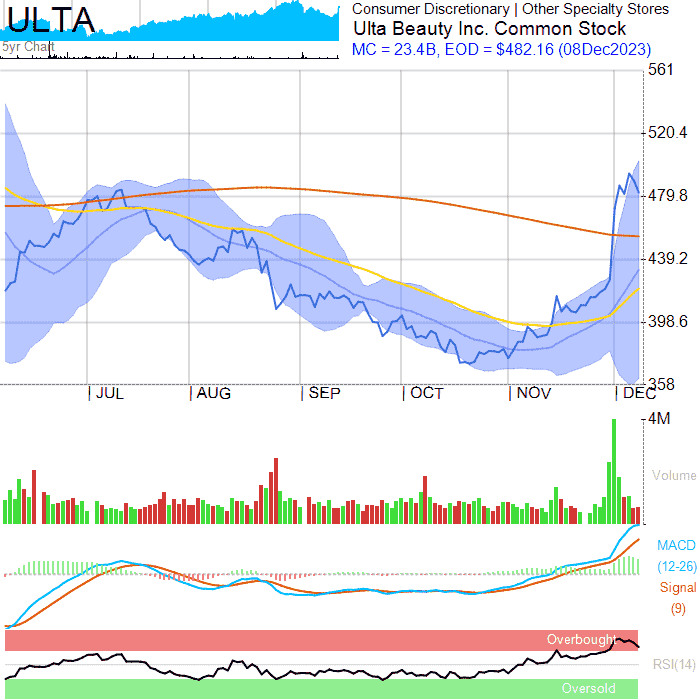 ULTA
5yr Chart
Consumer Discretionary | Other Specialty Stores
Ulta Beauty Inc. Common Stock
MC = 23.4B, EOD = $482.16 (08Dec2023)
561
520.4
479.8
439.2
398.6
358
JUL AUG SEP OCT NOV DEC
4M
Volume
MACD
(12-26)
Signal
(9)
Overbought
RSI(14)
Oversold